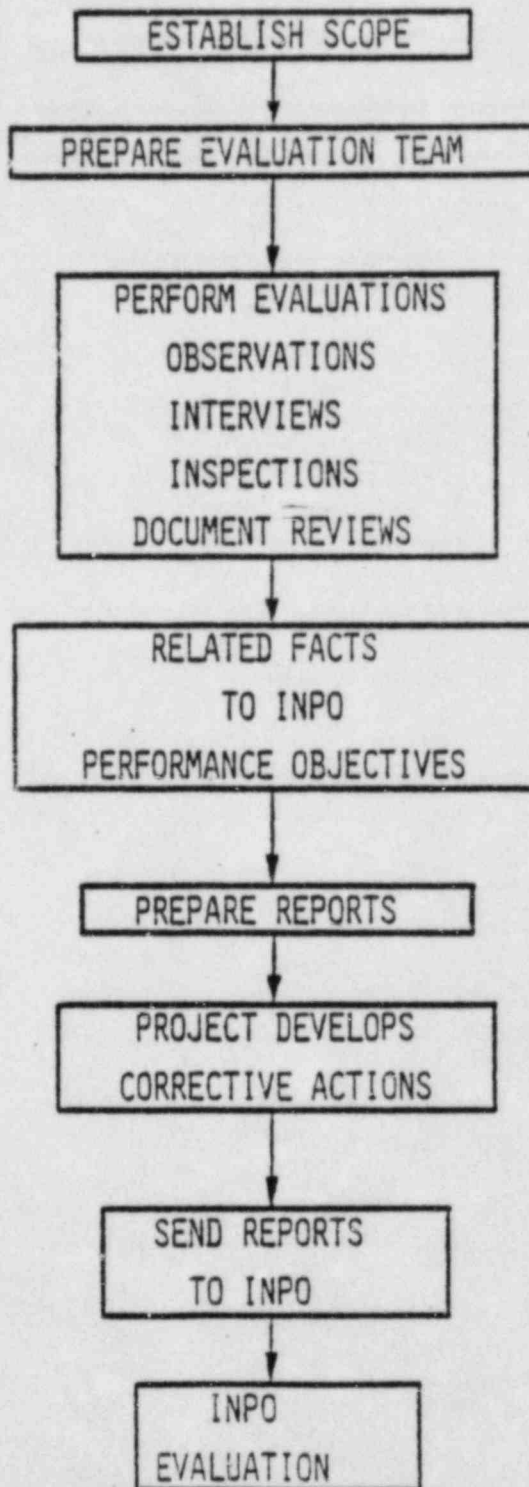 ESTABLISH SCOPE
PREPARE EVALUATION TEAM
PERFORM EVALUATIONS
OBSERVATIONS
INTERVIEWS
INSPECTIONS
DOCUMENT REVIEWS
RELATED FACTS
TO INPO
PERFORMANCE OBJECTIVES
PREPARE REPORTS
PROJECT DEVELOPS
CORRECTIVE ACTIONS
SEND REPORTS
TO INPO
INPO
EVALUATION